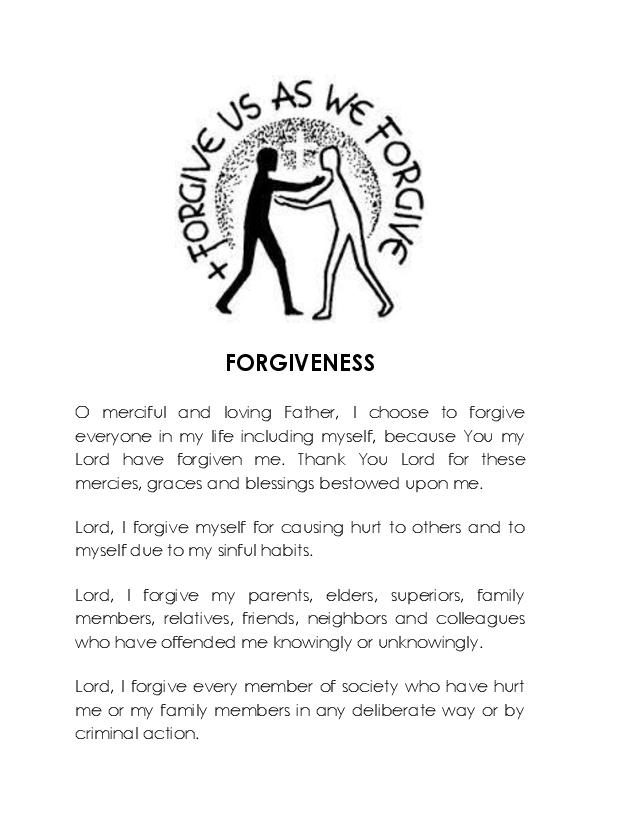 + FORGIVE US AS WE FORGIVE
FORGIVENESS
O merciful and loving Father, I choose to forgive
everyone in my life including myself, because You my
Lord have forgiven me. Thank You Lord for these
mercies, graces and blessings bestowed upon me.
Lord, I forgive myself for causing hurt to others and to
myself due to my sinful habits.
Lord, I forgive my parents, elders, superiors, family
members, relatives, friends, neighbors and colleagues
who have offended me knowingly or unknowingly.
Lord, I forgive every member of society who have hurt
me or my family members in any deliberate way or by
criminal action.